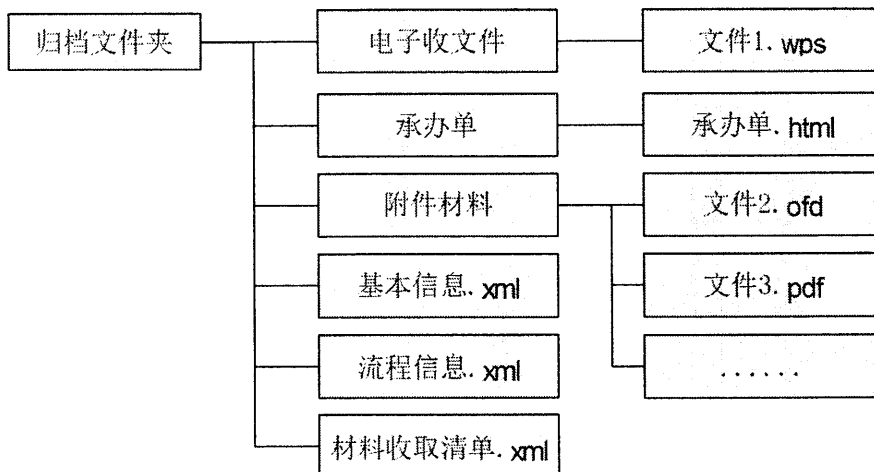 归档文件夹
电子收文件
文件1. wps
承办单
承办单. html
附件材料
文件2. ofd
基本信息. xml
文件3. pdf
流程信息. xml
......
材料收取清单. xml